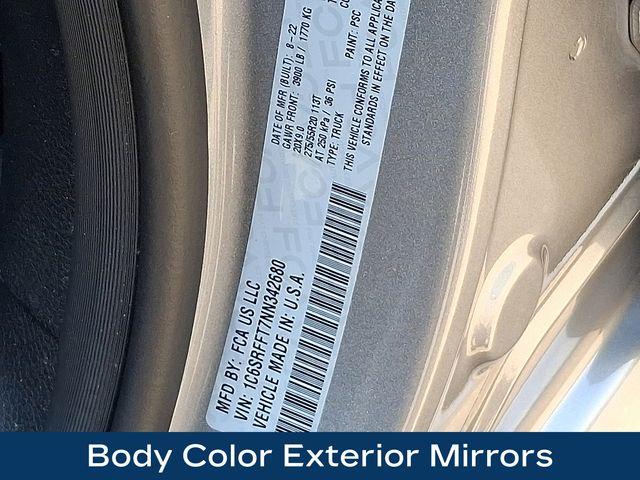 MFD BY: FCA US LLC
DATE OF MFR (BUILT): 8-22
GAWR FRONT: 3900 LB / 1770 KG
20X9.0
275/55R20 113T
AT 250 kPa / 36 PSI
TYPE: TRUCK
PAINT: PSC
THIS VEHICLE CONFORMS TO ALL APPLICA
STANDARDS IN EFFECT ON THE DA
VIN: 1C6SRFFT7NN342680
VEHICLE MADE IN: U.S.A.
Body Color Exterior Mirrors